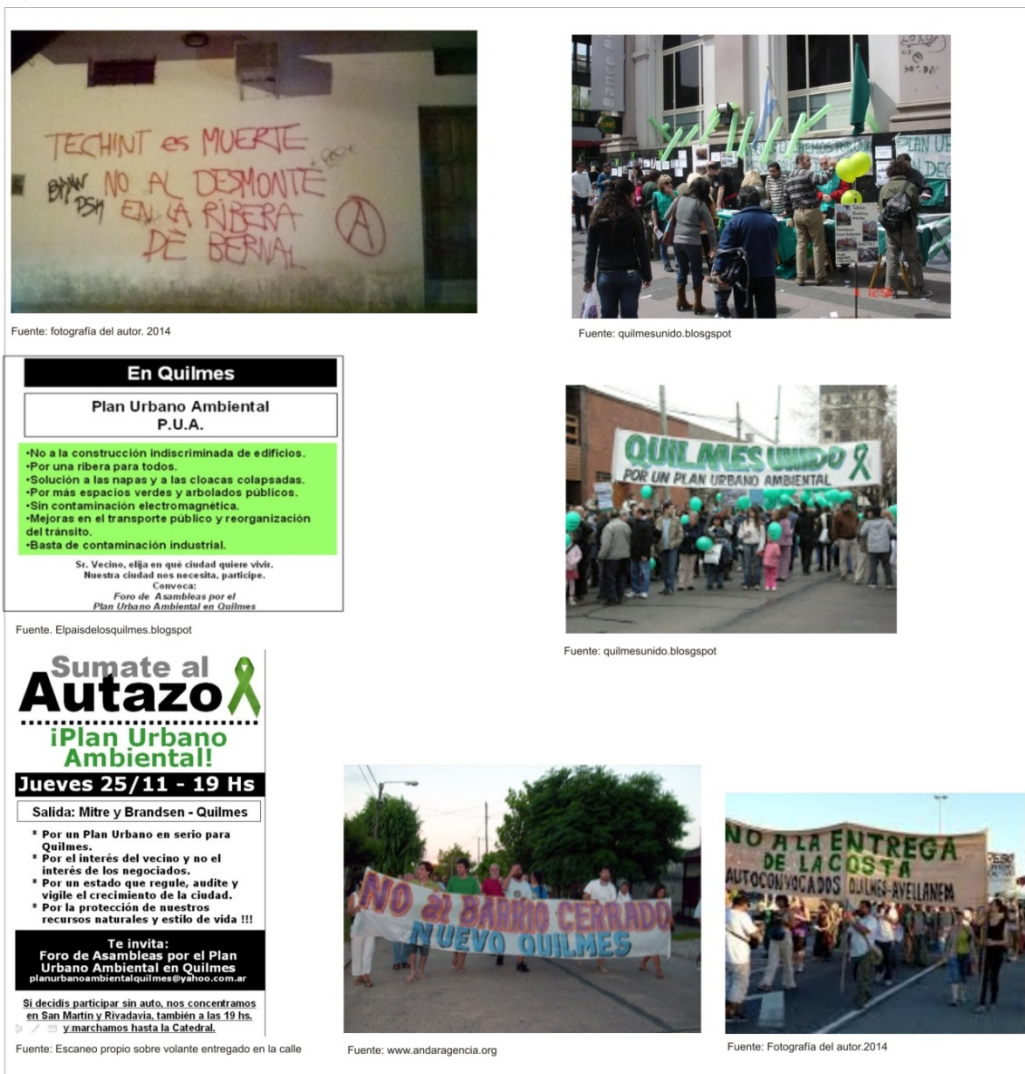 TECHINT es MUERTE
NO AL DESMONTE
EN LA RIBERA
DE BERNAL
Fuente: fotografía del autor. 2014
PLAN UR
Fuente: quilmesunido.blosgspot
En Quilmes
Plan Urbano Ambiental
P.U.A.
•No a la construcción indiscriminada de edificios.
•Por una ribera para todos.
•Solución a las napas y a las cloacas colapsadas.
•Por más espacios verdes y arbolados públicos.
•Sin contaminación electromagnética.
•Mejoras en el transporte público y reorganización
del tránsito.
•Basta de contaminación industrial.
Sr. Vecino, elija en qué ciudad quiere vivir.
Nuestra ciudad nos necesita, participe.
Convoca:
Foro de Asambleas por el
Plan Urbano Ambiental en Quilmes
Fuente. Elpaisdelosquilmes.blogspot
QUILMES UNIDO
POR UN PLAN URBANO AMBIENTAL
Fuente: quilmesunido.blosgspot
Sumate al
Autazo
¡Plan Urbano
Ambiental!
Jueves 25/11 - 19 Hs
Salida: Mitre y Brandsen - Quilmes
* Por un Plan Urbano en serio para
Quilmes.
* Por el interés del vecino y no el
interés de los negociados.
* Por un estado que regule, audite y
vigile el crecimiento de la ciudad.
* Por la protección de nuestros
recursos naturales y estilo de vida !!!
Te invita:
Foro de Asambleas por el Plan
Urbano Ambiental en Quilmes
planurbanoambientalquilmes@yahoo.com.ar
Si decidís participar sin auto, nos concentramos
en San Martín y Rivadavia, también a las 19 hs.
y marchamos hasta la Catedral.
Fuente: Escaneo propio sobre volante entregado en la calle
NO al BARRIO CERRADO
NUEVO QUILMES
Fuente: www.andaragencia.org
NO A LA ENTREGA
DE LA COSTA
AUTOCONVOCADOS QUILMES-AVELLANEDA
Fuente: Fotografía del autor.2014